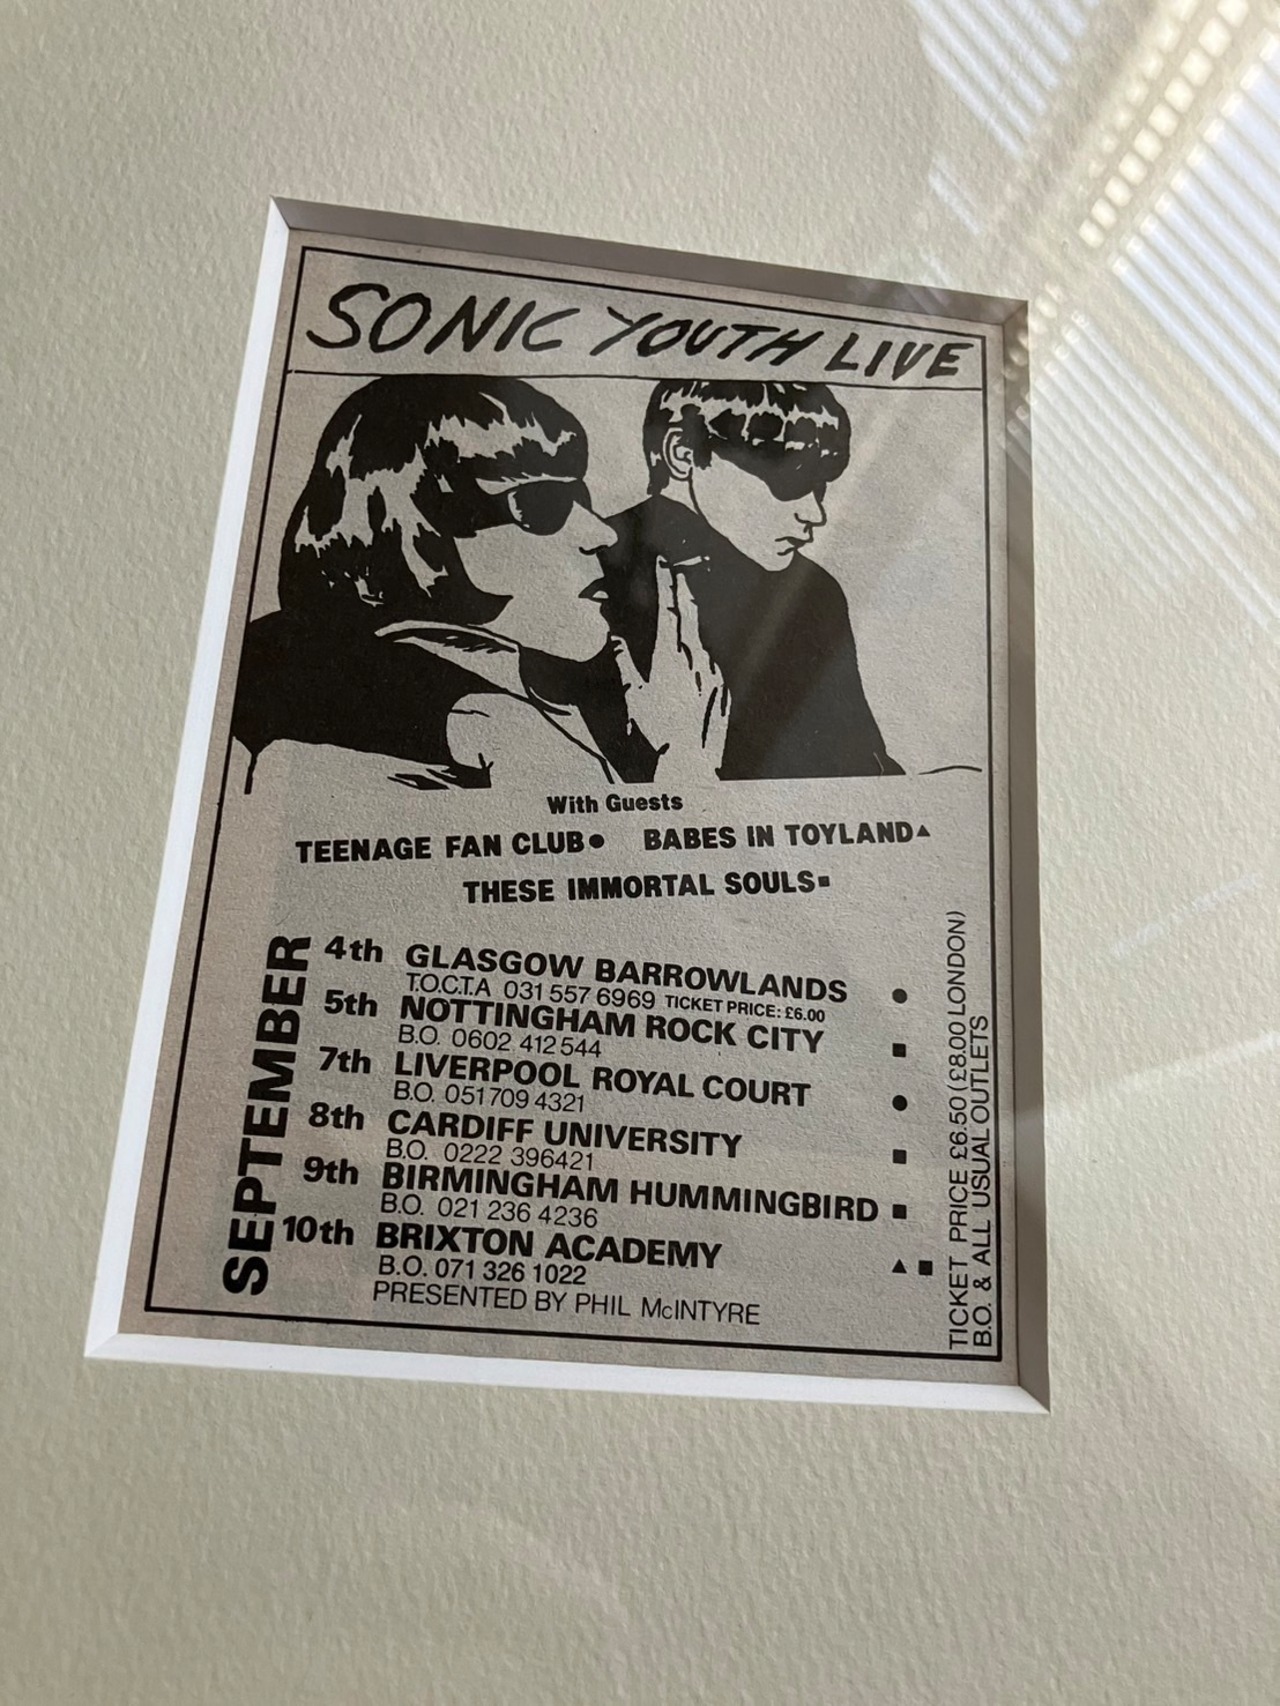 SONIC YOUTH LIVE
With Guests
TEENAGE FAN CLUB● BABES IN TOYLAND▲
THESE IMMORTAL SOULS■
SEPTEMBER
4th GLASGOW BARROWLANDS ●
T.O.C.T.A 031 557 6969 TICKET PRICE: £6.00
5th NOTTINGHAM ROCK CITY ■
B.O. 0602 412 544
7th LIVERPOOL ROYAL COURT ●
B.O. 051 709 4321
8th CARDIFF UNIVERSITY ■
B.O. 0222 396421
9th BIRMINGHAM HUMMINGBIRD ■
B.O. 021 236 4236
10th BRIXTON ACADEMY ▲ ■
B.O. 071 326 1022
PRESENTED BY PHIL McINTYRE
TICKET PRICE £6.50 (£8.00 LONDON)
B.O. & ALL USUAL OUTLETS